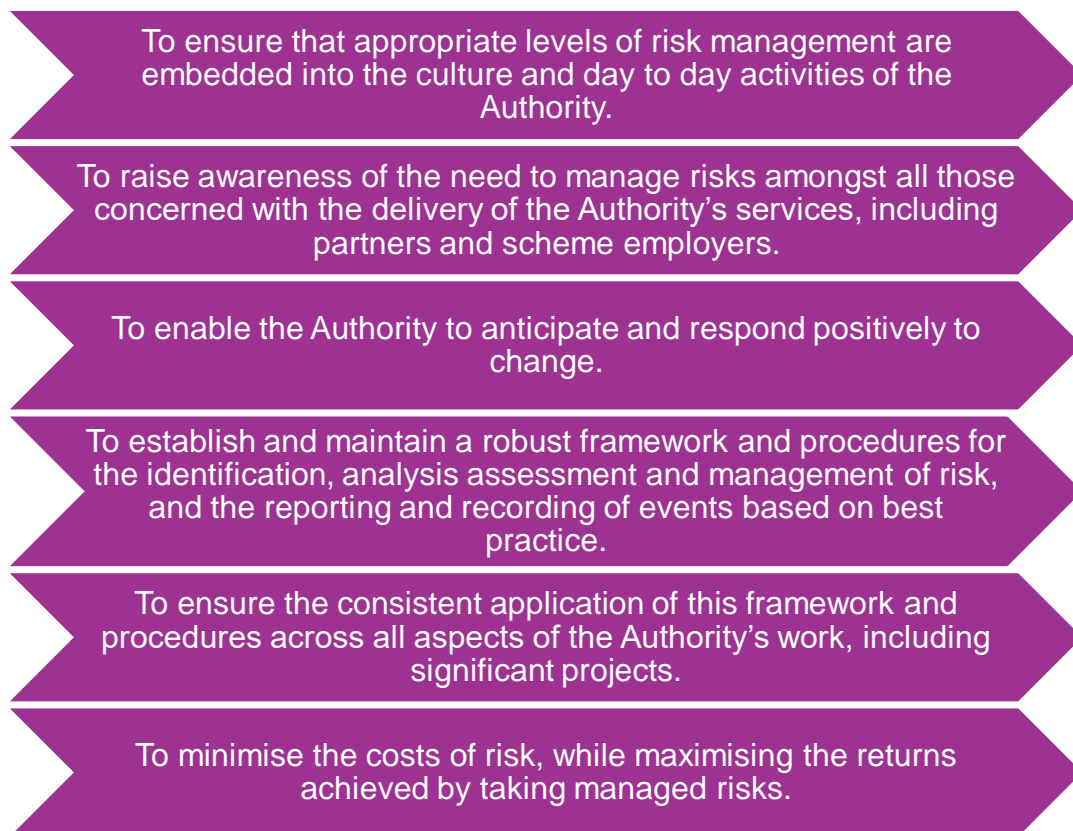 To ensure that appropriate levels of risk management are
embedded into the culture and day to day activities of the
Authority.
To raise awareness of the need to manage risks amongst all those
concerned with the delivery of the Authority's services, including
partners and scheme employers.
To enable the Authority to anticipate and respond positively to
change.
To establish and maintain a robust framework and procedures for
the identification, analysis assessment and management of risk,
and the reporting and recording of events based on best
practice.
To ensure the consistent application of this framework and
procedures across all aspects of the Authority's work, including
significant projects.
To minimise the costs of risk, while maximising the returns
achieved by taking managed risks.